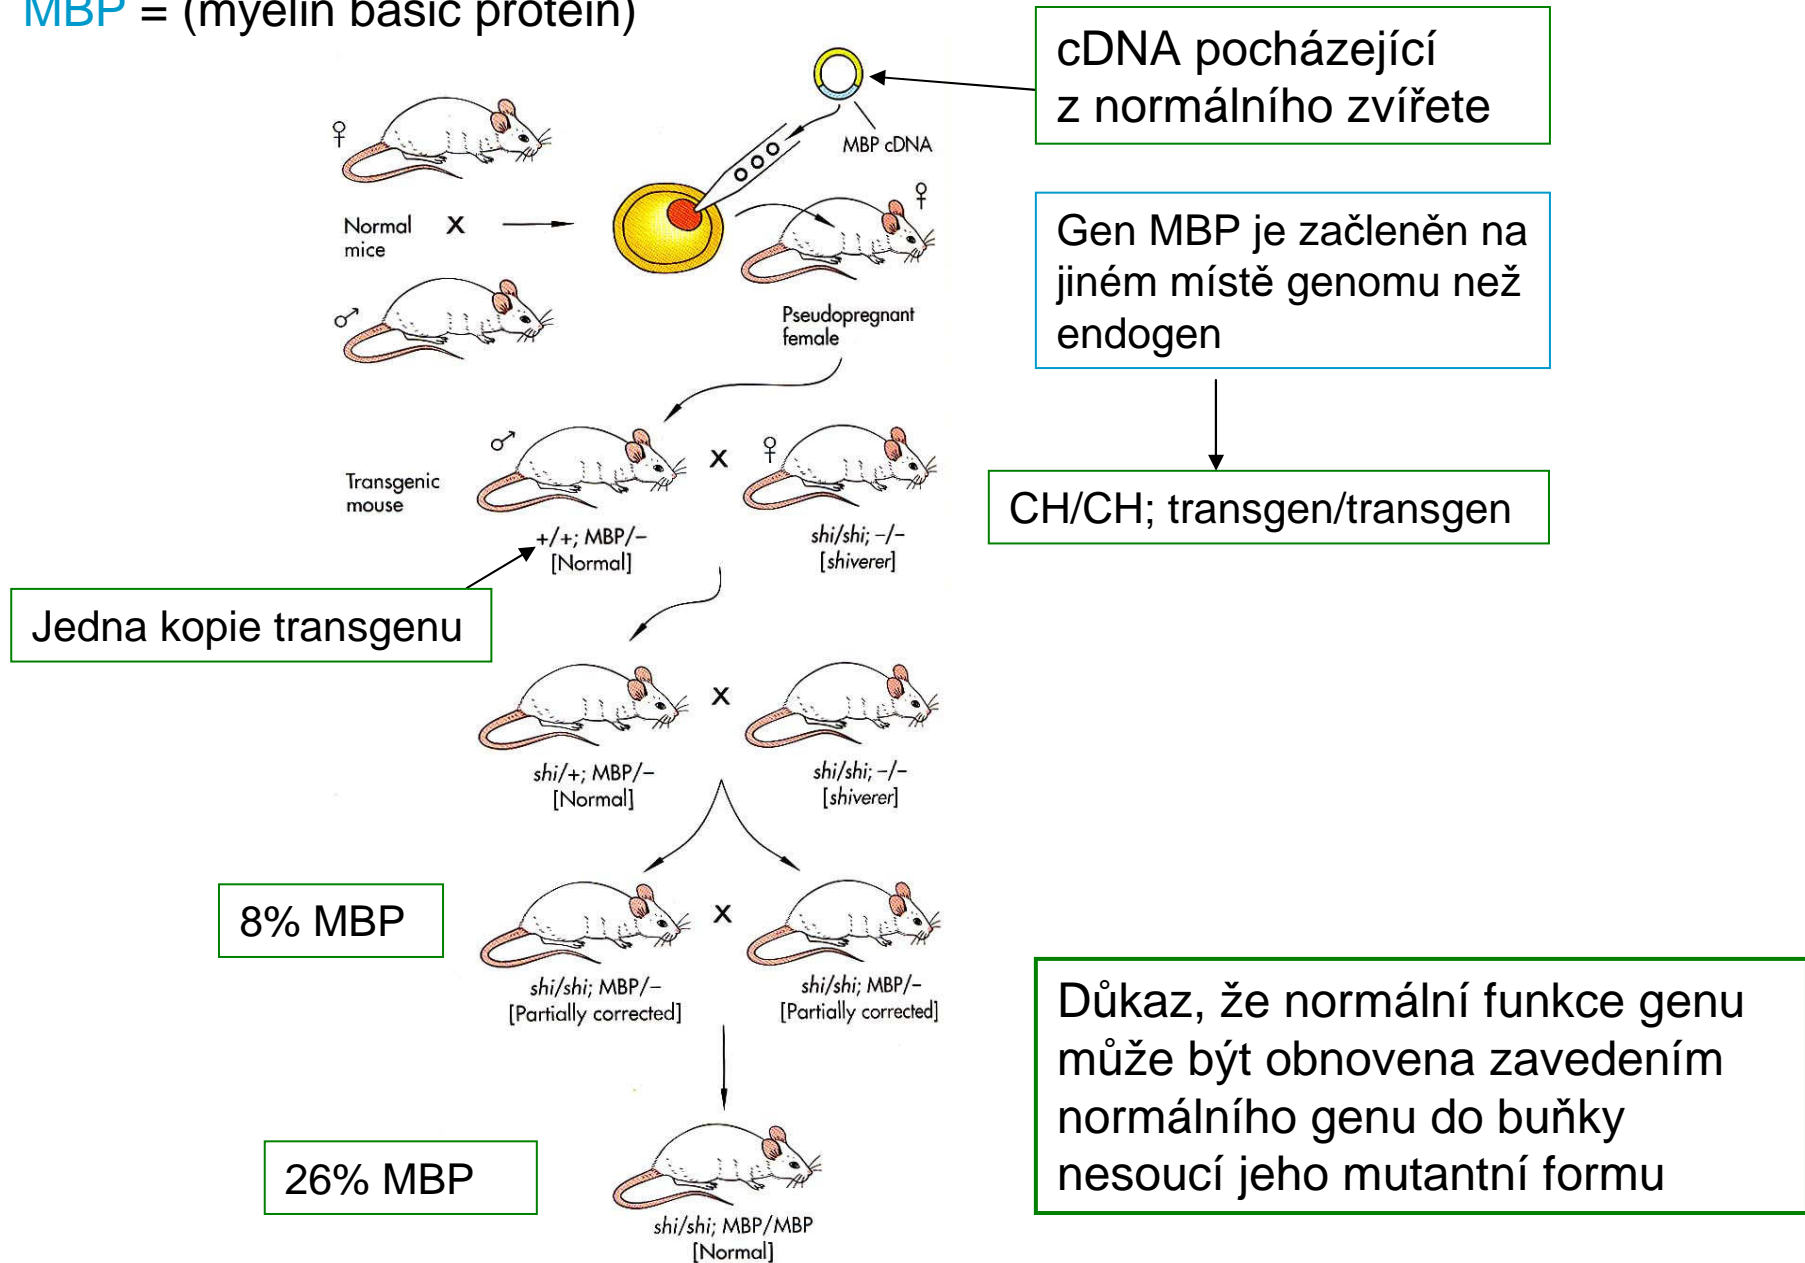 MBP = (myelin basic protein)
cDNA pocházející
z normálního zvířete
MBP cDNA
♀
♀
Normal
mice
X
Gen MBP je začleněn na
jiném místě genomu než
endogen
♂
Pseudopregnant
female
♂
X
♀
Transgenic
mouse
CH/CH; transgen/transgen
+/+; MBP/–
[Normal]
shi/shi; –/–
[shiverer]
Jedna kopie transgenu
X
shi/+; MBP/–
[Normal]
shi/shi; –/–
[shiverer]
8% MBP
X
shi/shi; MBP/–
[Partially corrected]
shi/shi; MBP/–
[Partially corrected]
Důkaz, že normální funkce genu
může být obnovena zavedením
normálního genu do buňky
nesoucí jeho mutantní formu
26% MBP
shi/shi; MBP/MBP
[Normal]